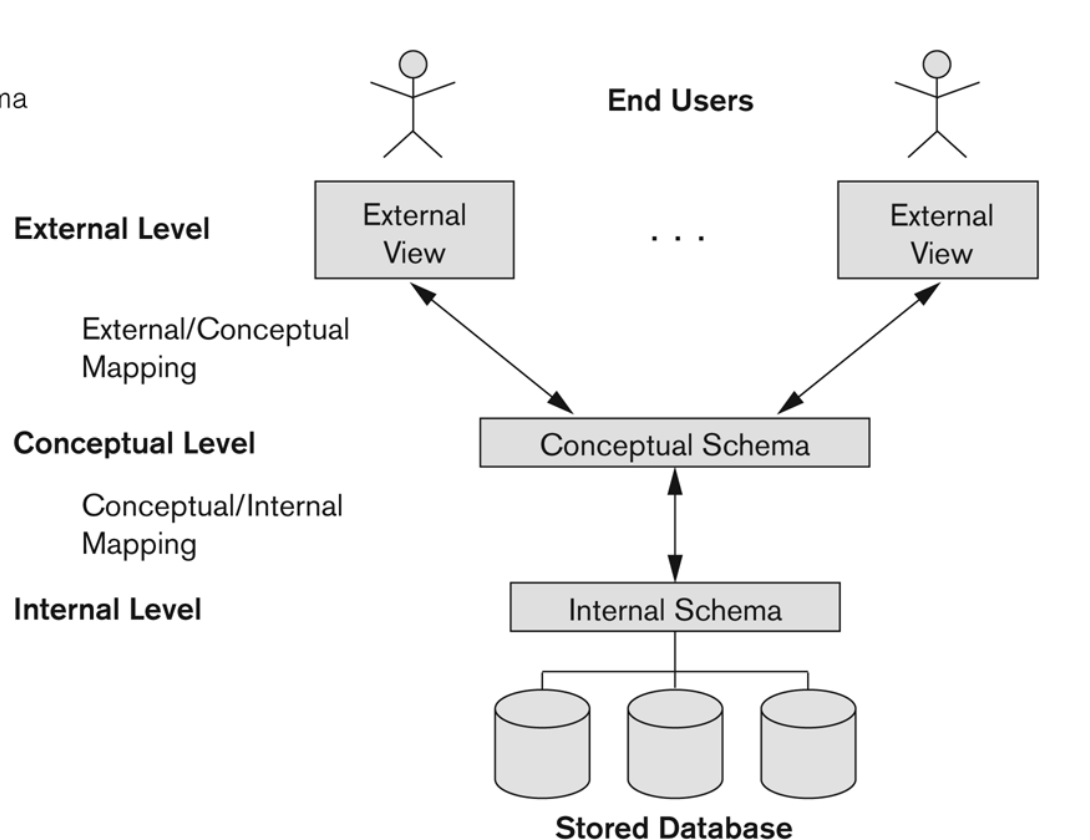 ma
End Users
External Level
External
View
. . .
External
View
External/Conceptual
Mapping
Conceptual Level
Conceptual Schema
Conceptual/Internal
Mapping
Internal Level
Internal Schema
Stored Database